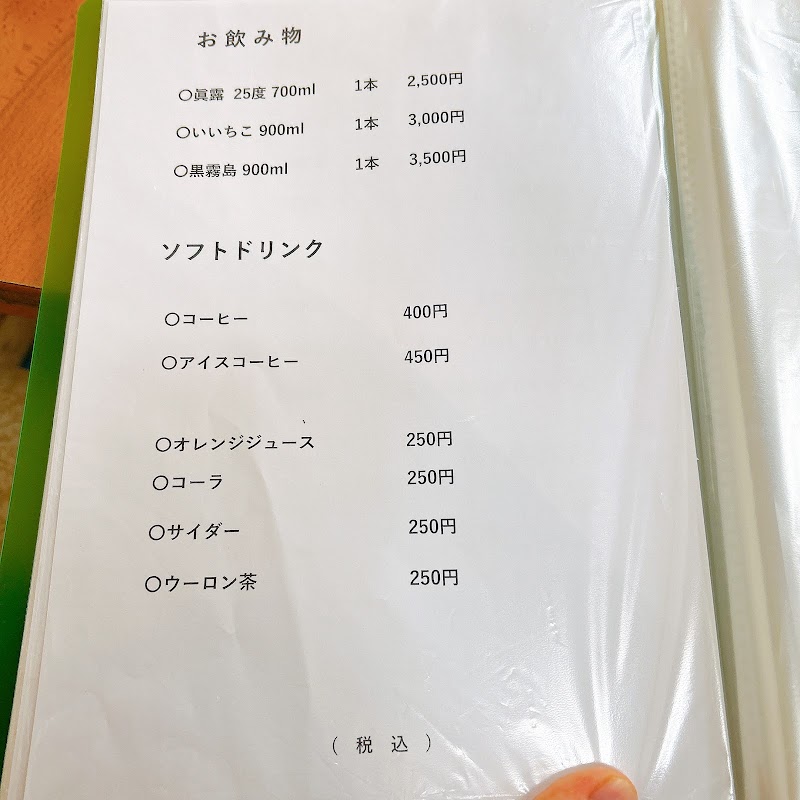 お飲み物
○眞露 25度 700ml 1本 2,500円
○いいちこ 900ml 1本 3,000円
○黒霧島 900ml 1本 3,500円
ソフトドリンク
○コーヒー 400円
○アイスコーヒー 450円
○オレンジジュース 250円
○コーラ 250円
○サイダー 250円
○ウーロン茶 250円
(税込)